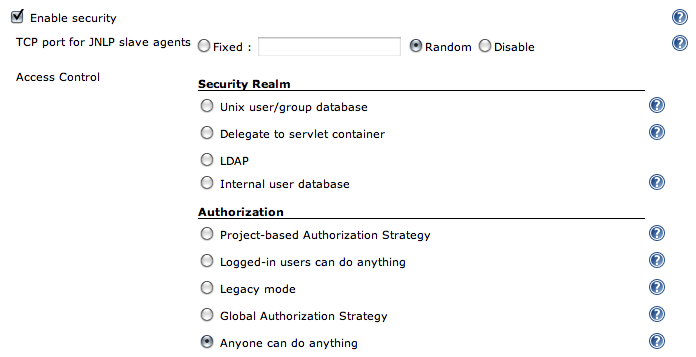 Enable security
TCP port for JNLP slave agents Fixed : Random Disable
Access Control
Security Realm
Unix user/group database
Delegate to servlet container
LDAP
Internal user database
Authorization
Project-based Authorization Strategy
Logged-in users can do anything
Legacy mode
Global Authorization Strategy
Anyone can do anything